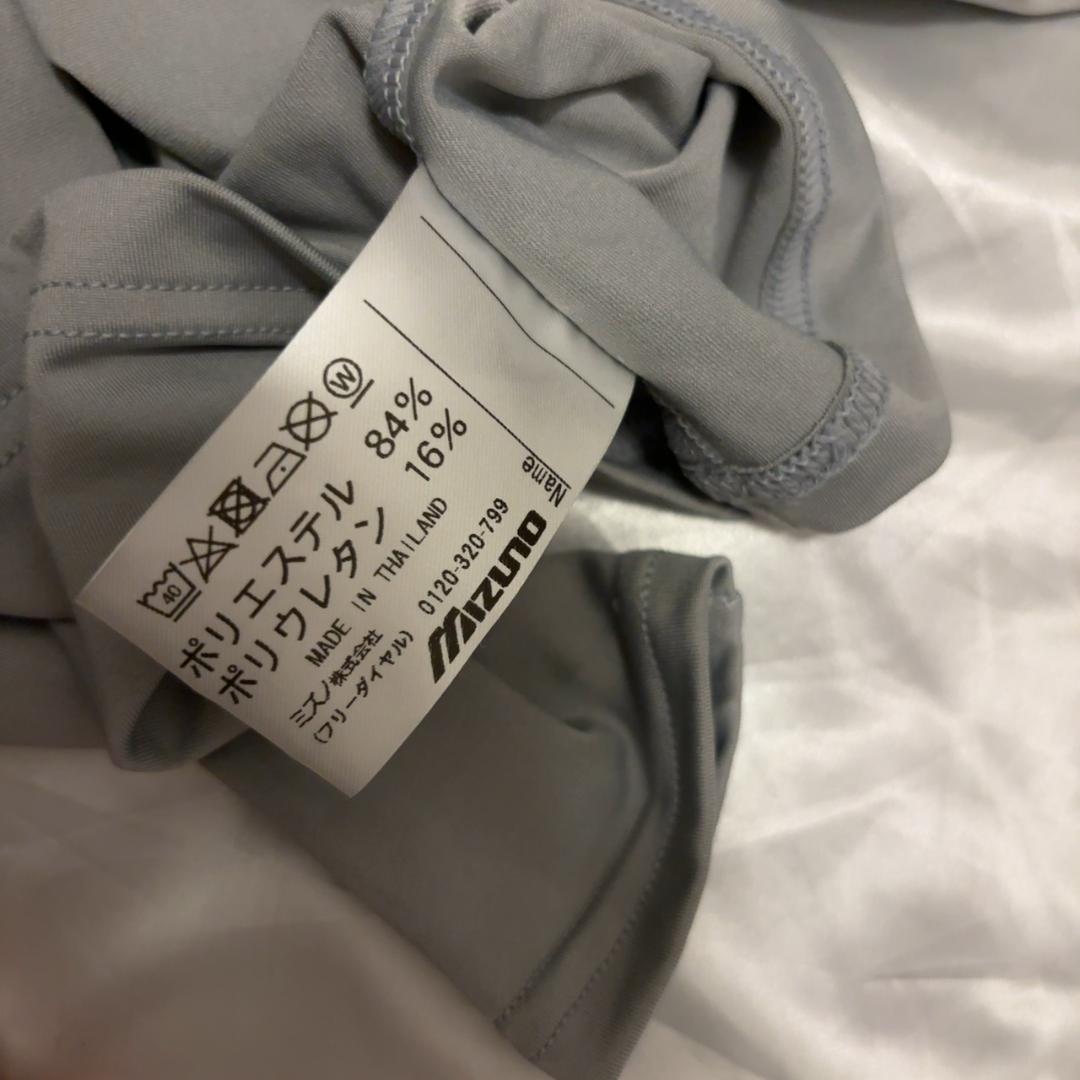 40 W
ポリエステル 84%
ポリウレタン 16%
MADE IN THAILAND
ミズノ株式会社
(フリーダイヤル) 0120-320-799
MIZUNO
Name